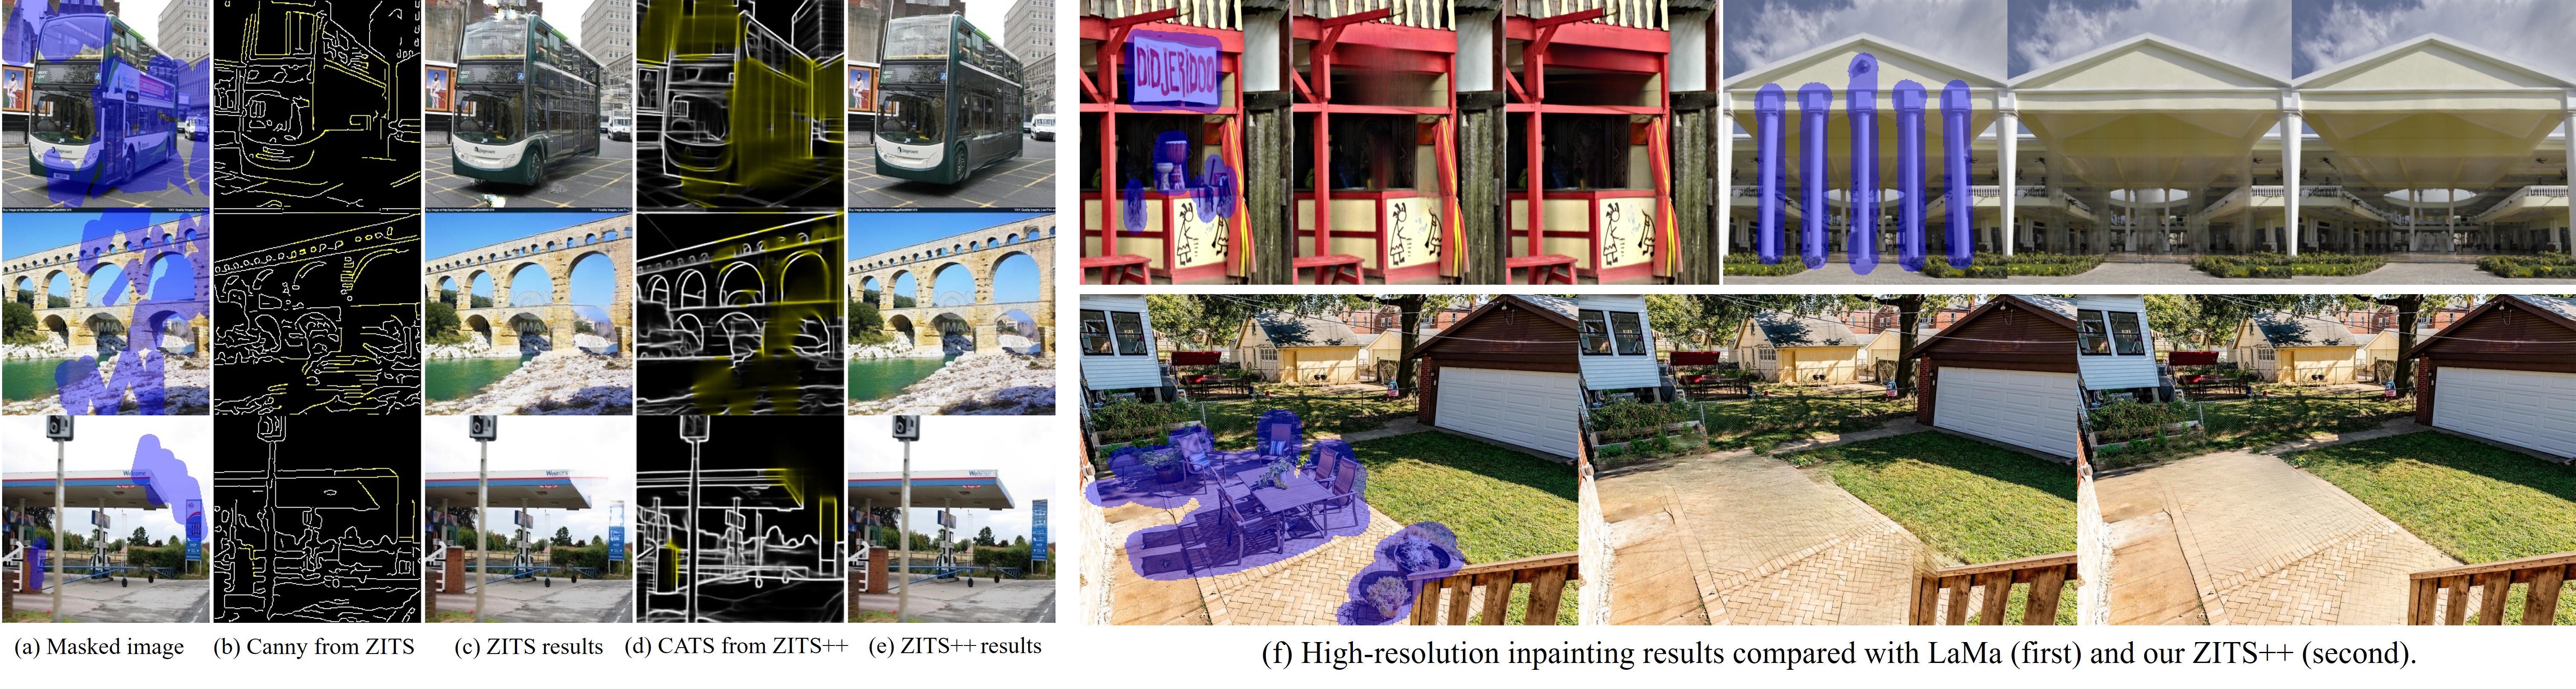 DIDJERIDOO
Welcome
(a) Masked image
(b) Canny from ZITS
(c) ZITS results
(d) CATS from ZITS++
(e) ZITS++ results
(f) High-resolution inpainting results compared with LaMa (first) and our ZITS++ (second).